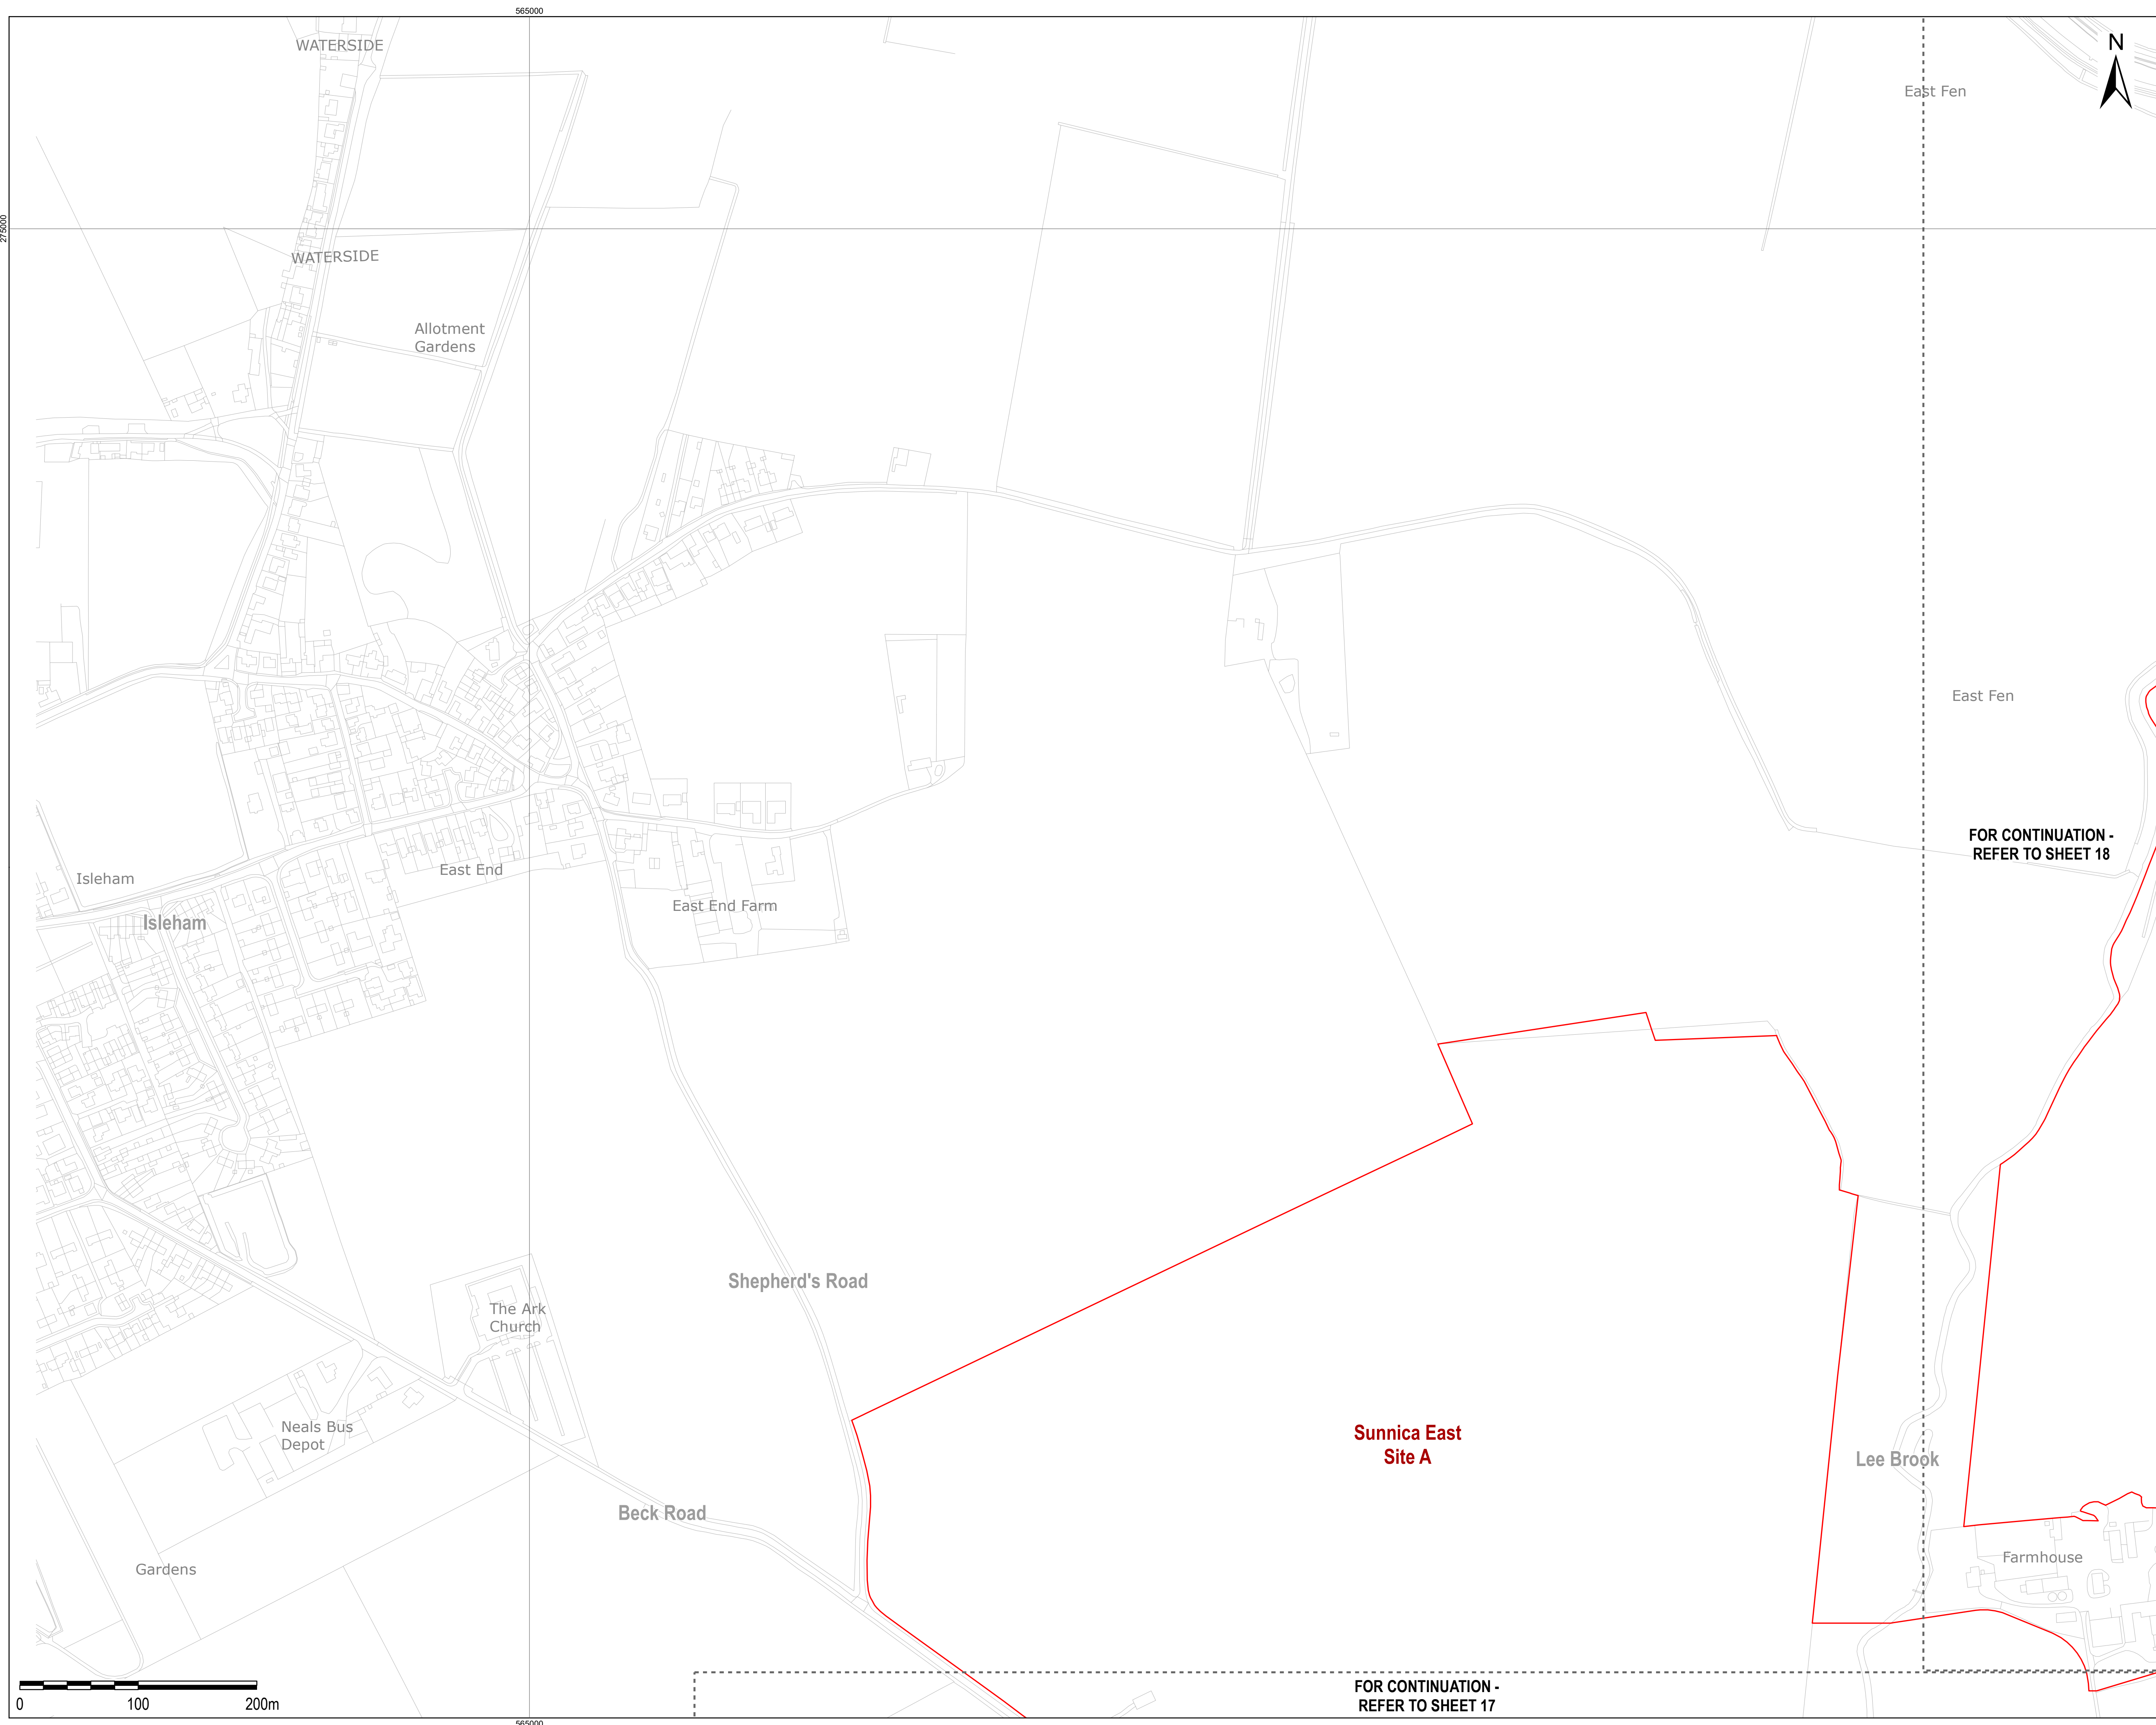 565000
WATERSIDE
N
East Fen
275000
WATERSIDE
Allotment
Gardens
East Fen
FOR CONTINUATION -
REFER TO SHEET 18
East End
Isleham
East End Farm
Isleham
Shepherd's Road
The Ark
Church
Neals Bus
Depot
Sunnica East
Site A
Lee Brook
Beck Road
Farmhouse
Gardens
0 100 200m
FOR CONTINUATION -
REFER TO SHEET 17
565000